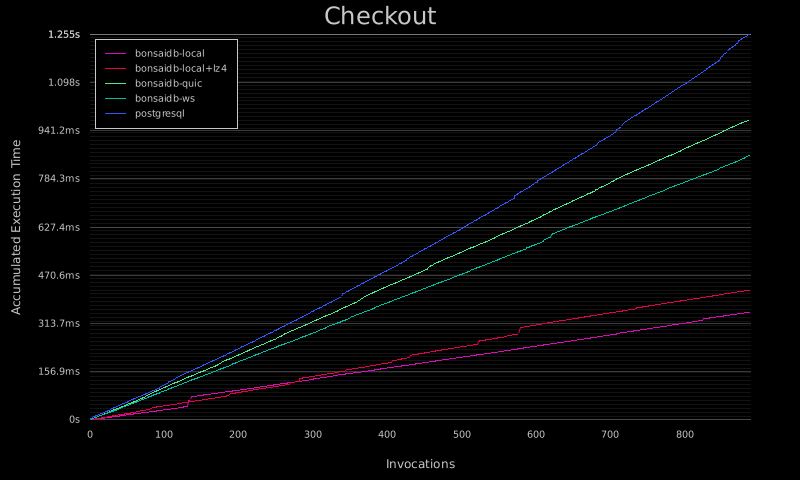 Checkout
1.255s
1.098s
941.2ms
784.3ms
627.4ms
470.6ms
313.7ms
156.9ms
0s
bonsaidb-local
bonsaidb-local+lz4
bonsaidb-quic
bonsaidb-ws
postgresql
Accumulated Execution Time
0 100 200 300 400 500 600 700 800
Invocations